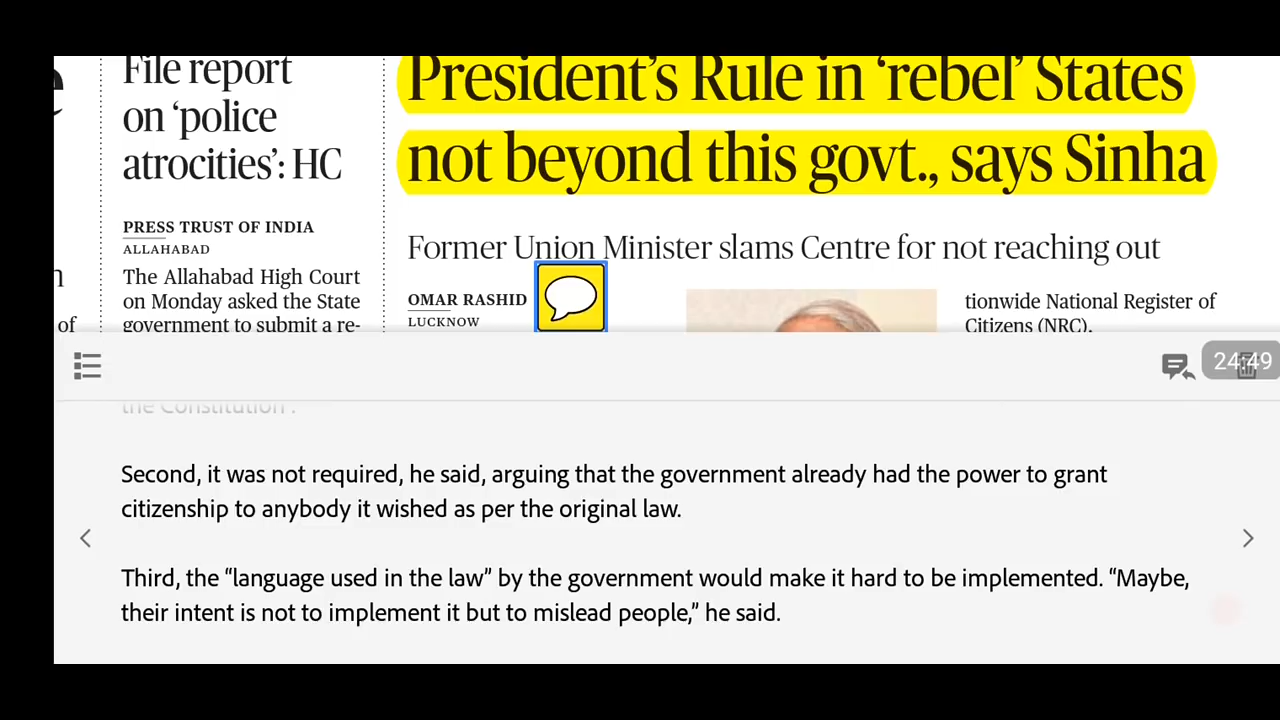 e
File report
on ‘police
atrocities’: HC
PRESS TRUST OF INDIA
ALLAHABAD
The Allahabad High Court
on Monday asked the State
government to submit a re-
n
of
President’s Rule in ‘rebel’ States
not beyond this govt., says Sinha
Former Union Minister slams Centre for not reaching out
OMAR RASHID
LUCKNOW
tionwide National Register of
Citizens (NRC).
24:49
the Constitution”.
Second, it was not required, he said, arguing that the government already had the power to grant
citizenship to anybody it wished as per the original law.
Third, the “language used in the law” by the government would make it hard to be implemented. “Maybe,
their intent is not to implement it but to mislead people,” he said.